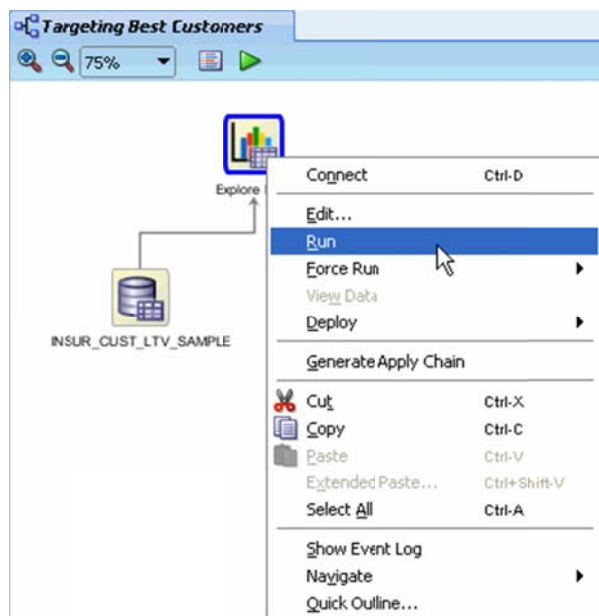 Targeting Best Customers
75%
Explore
INSUR_CUST_LTV_SAMPLE
Connect Ctrl-D
Edit...
Run
Force Run
View Data
Deploy
Generate Apply Chain
Cut Ctrl-X
Copy Ctrl-C
Paste Ctrl-V
Extended Paste... Ctrl+Shift-V
Select All Ctrl-A
Show Event Log
Navigate
Quick Outline...